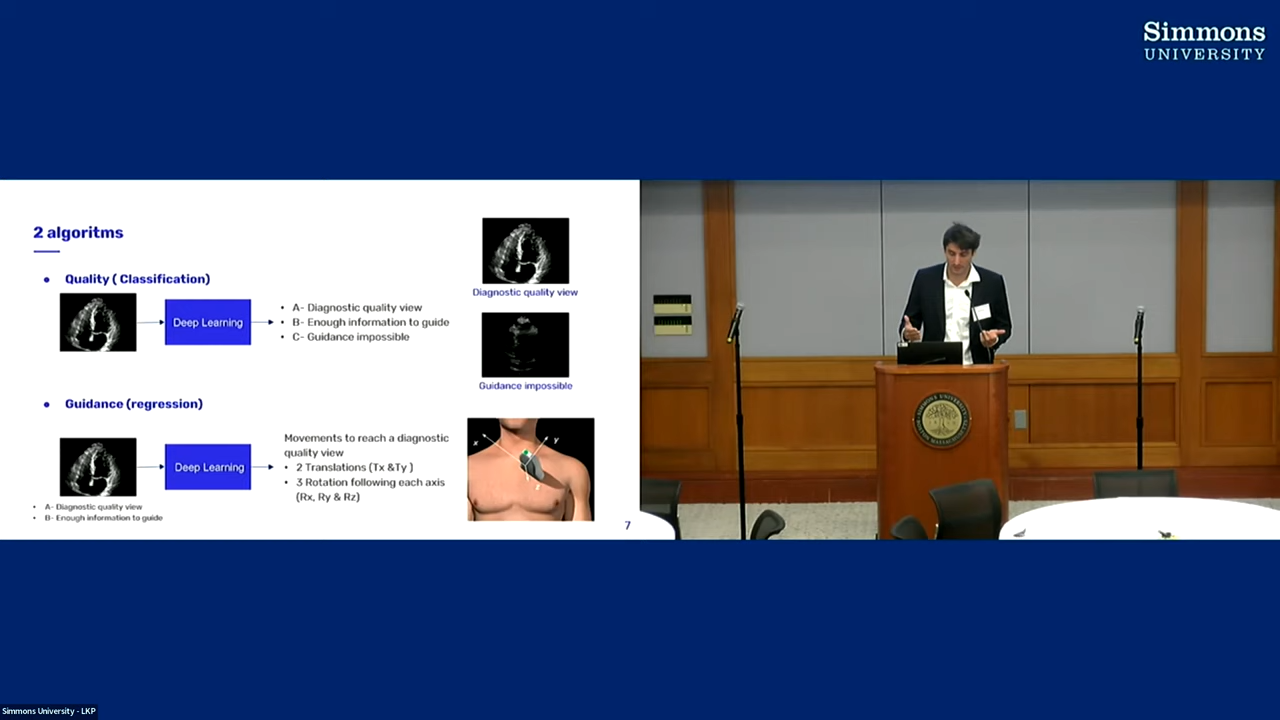 Simmons
UNIVERSITY
2 algoritms
• Quality ( Classification)
Deep Learning
• A- Diagnostic quality view
• B- Enough information to guide
• C- Guidance impossible
Diagnostic quality view
Guidance impossible
• Guidance (regression)
Deep Learning
Movements to reach a diagnostic
quality view
• 2 Translations (Tx &Ty )
• 3 Rotation following each axis
(Rx, Ry & Rz)
• A- Diagnostic quality view
• B- Enough information to guide
x
y
z
7
Simmons University - LKP